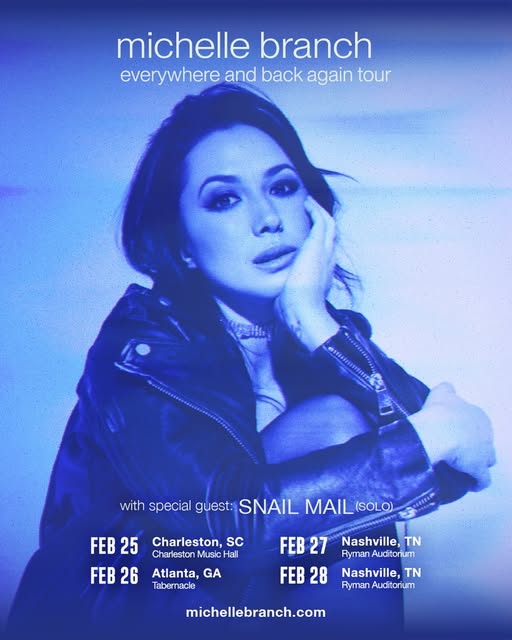 michelle branch
everywhere and back again tour
with special guest: SNAIL MAIL (SOLO)
FEB 25 Charleston, SC
Charleston Music Hall
FEB 26 Atlanta, GA
Tabernacle
FEB 27 Nashville, TN
Ryman Auditorium
FEB 28 Nashville, TN
Ryman Auditorium
michellebranch.com